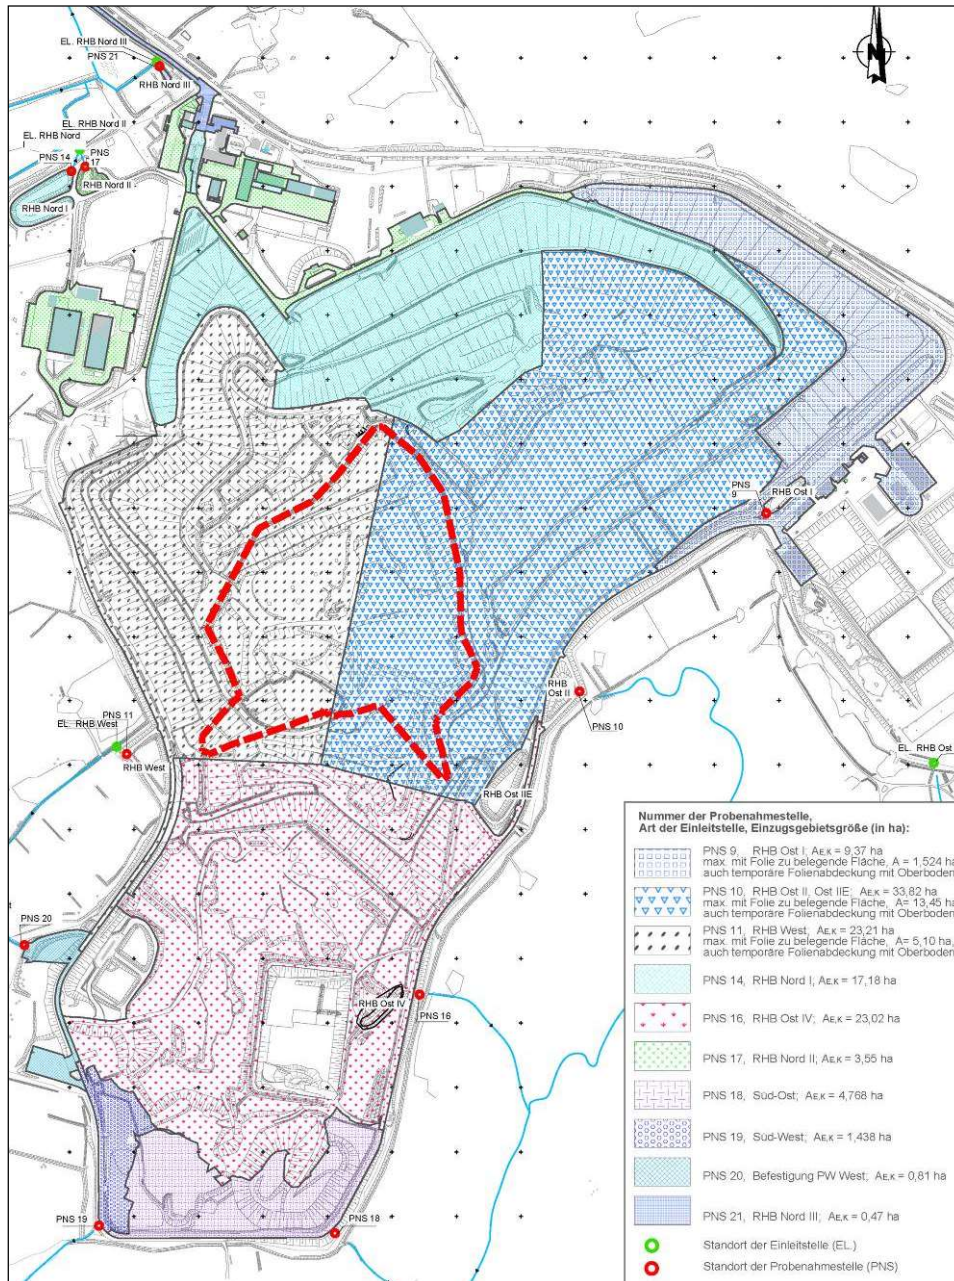 N
EL. RHB Nord III
PNS 21
RHB Nord III
EL. RHB Nord II
EL. RHB Nord
I
PNS 14
PNS
17
RHB Nord II
RHB Nord I
PNS
9
RHB Ost I
RHB
Ost II
PNS 10
PNS 11
EL. RHB West
RHB West
EL. RHB Ost
RHB Ost IIE
PNS 20
RHB Ost IV
PNS 16
PNS 19
PNS 18
Nummer der Probenahmestelle,
Art der Einleitstelle, Einzugsgebietsgröße (in ha):
PNS 9, RHB Ost I; AE,K = 9,37 ha
max. mit Folie zu belegende Fläche, A = 1,524 ha
auch temporäre Folienabdeckung mit Oberboden
PNS 10, RHB Ost II, Ost IIE; AE,K = 33,82 ha
max. mit Folie zu belegende Fläche, A= 13,45 ha
auch temporäre Folienabdeckung mit Oberboden
PNS 11, RHB West; AE,K = 23,21 ha
max. mit Folie zu belegende Fläche, A= 5,10 ha,
auch temporäre Folienabdeckung mit Oberboden
PNS 14, RHB Nord I, AE,K = 17,18 ha
PNS 16, RHB Ost IV; AE,K = 23,02 ha
PNS 17, RHB Nord II; AE,K = 3,55 ha
PNS 18, Süd-Ost; AE,K = 4,768 ha
PNS 19, Süd-West; AE,K = 1,438 ha
PNS 20, Befestigung PW West; AE,K = 0,81 ha
PNS 21, RHB Nord III; AE,K = 0,47 ha
Standort der Einleitstelle (EL.)
Standort der Probenahmestelle (PNS)